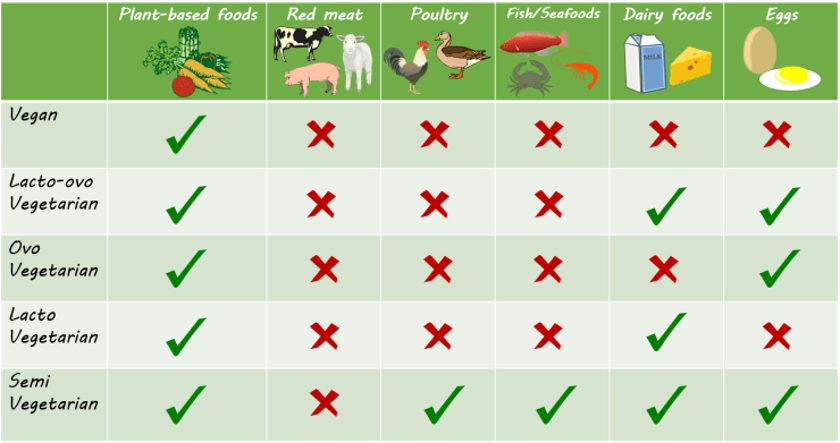 Plant-based foods Red meat Poultry Fish/Seafoods Dairy foods Eggs
MILK
Vegan
Lacto-ovo
Vegetarian
Ovo
Vegetarian
Lacto
Vegetarian
Semi
Vegetarian